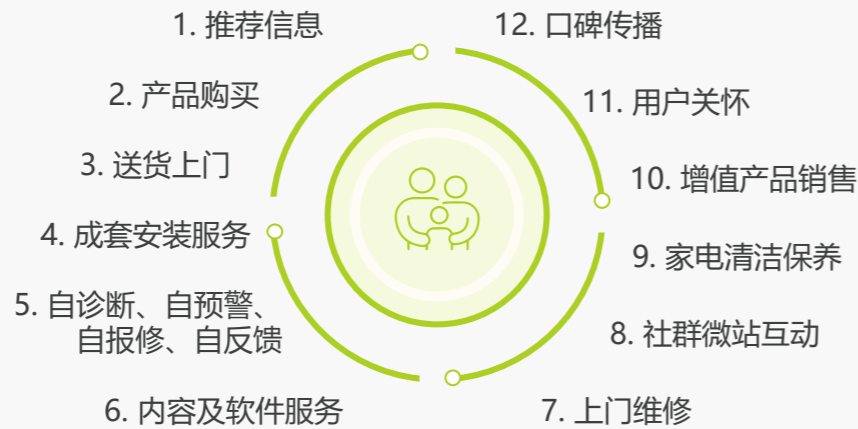 1. 推荐信息
2. 产品购买
3. 送货上门
4. 成套安装服务
5. 自诊断、自预警、
自报修、自反馈
6. 内容及软件服务
7. 上门维修
8. 社群微站互动
9. 家电清洁保养
10. 增值产品销售
11. 用户关怀
12. 口碑传播